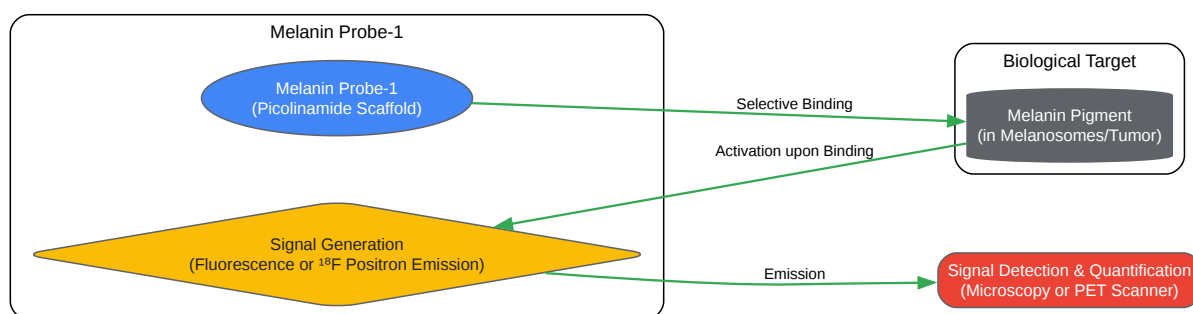 Melanin Probe-1
Melanin Probe-1
(Picolinamide Scaffold)
Selective Binding
Biological Target
Melanin Pigment
(in Melanosomes/Tumor)
Activation upon Binding
Signal Generation
(Fluorescence or ¹⁸F Positron Emission)
Emission
Signal Detection & Quantification
(Microscopy or PET Scanner)